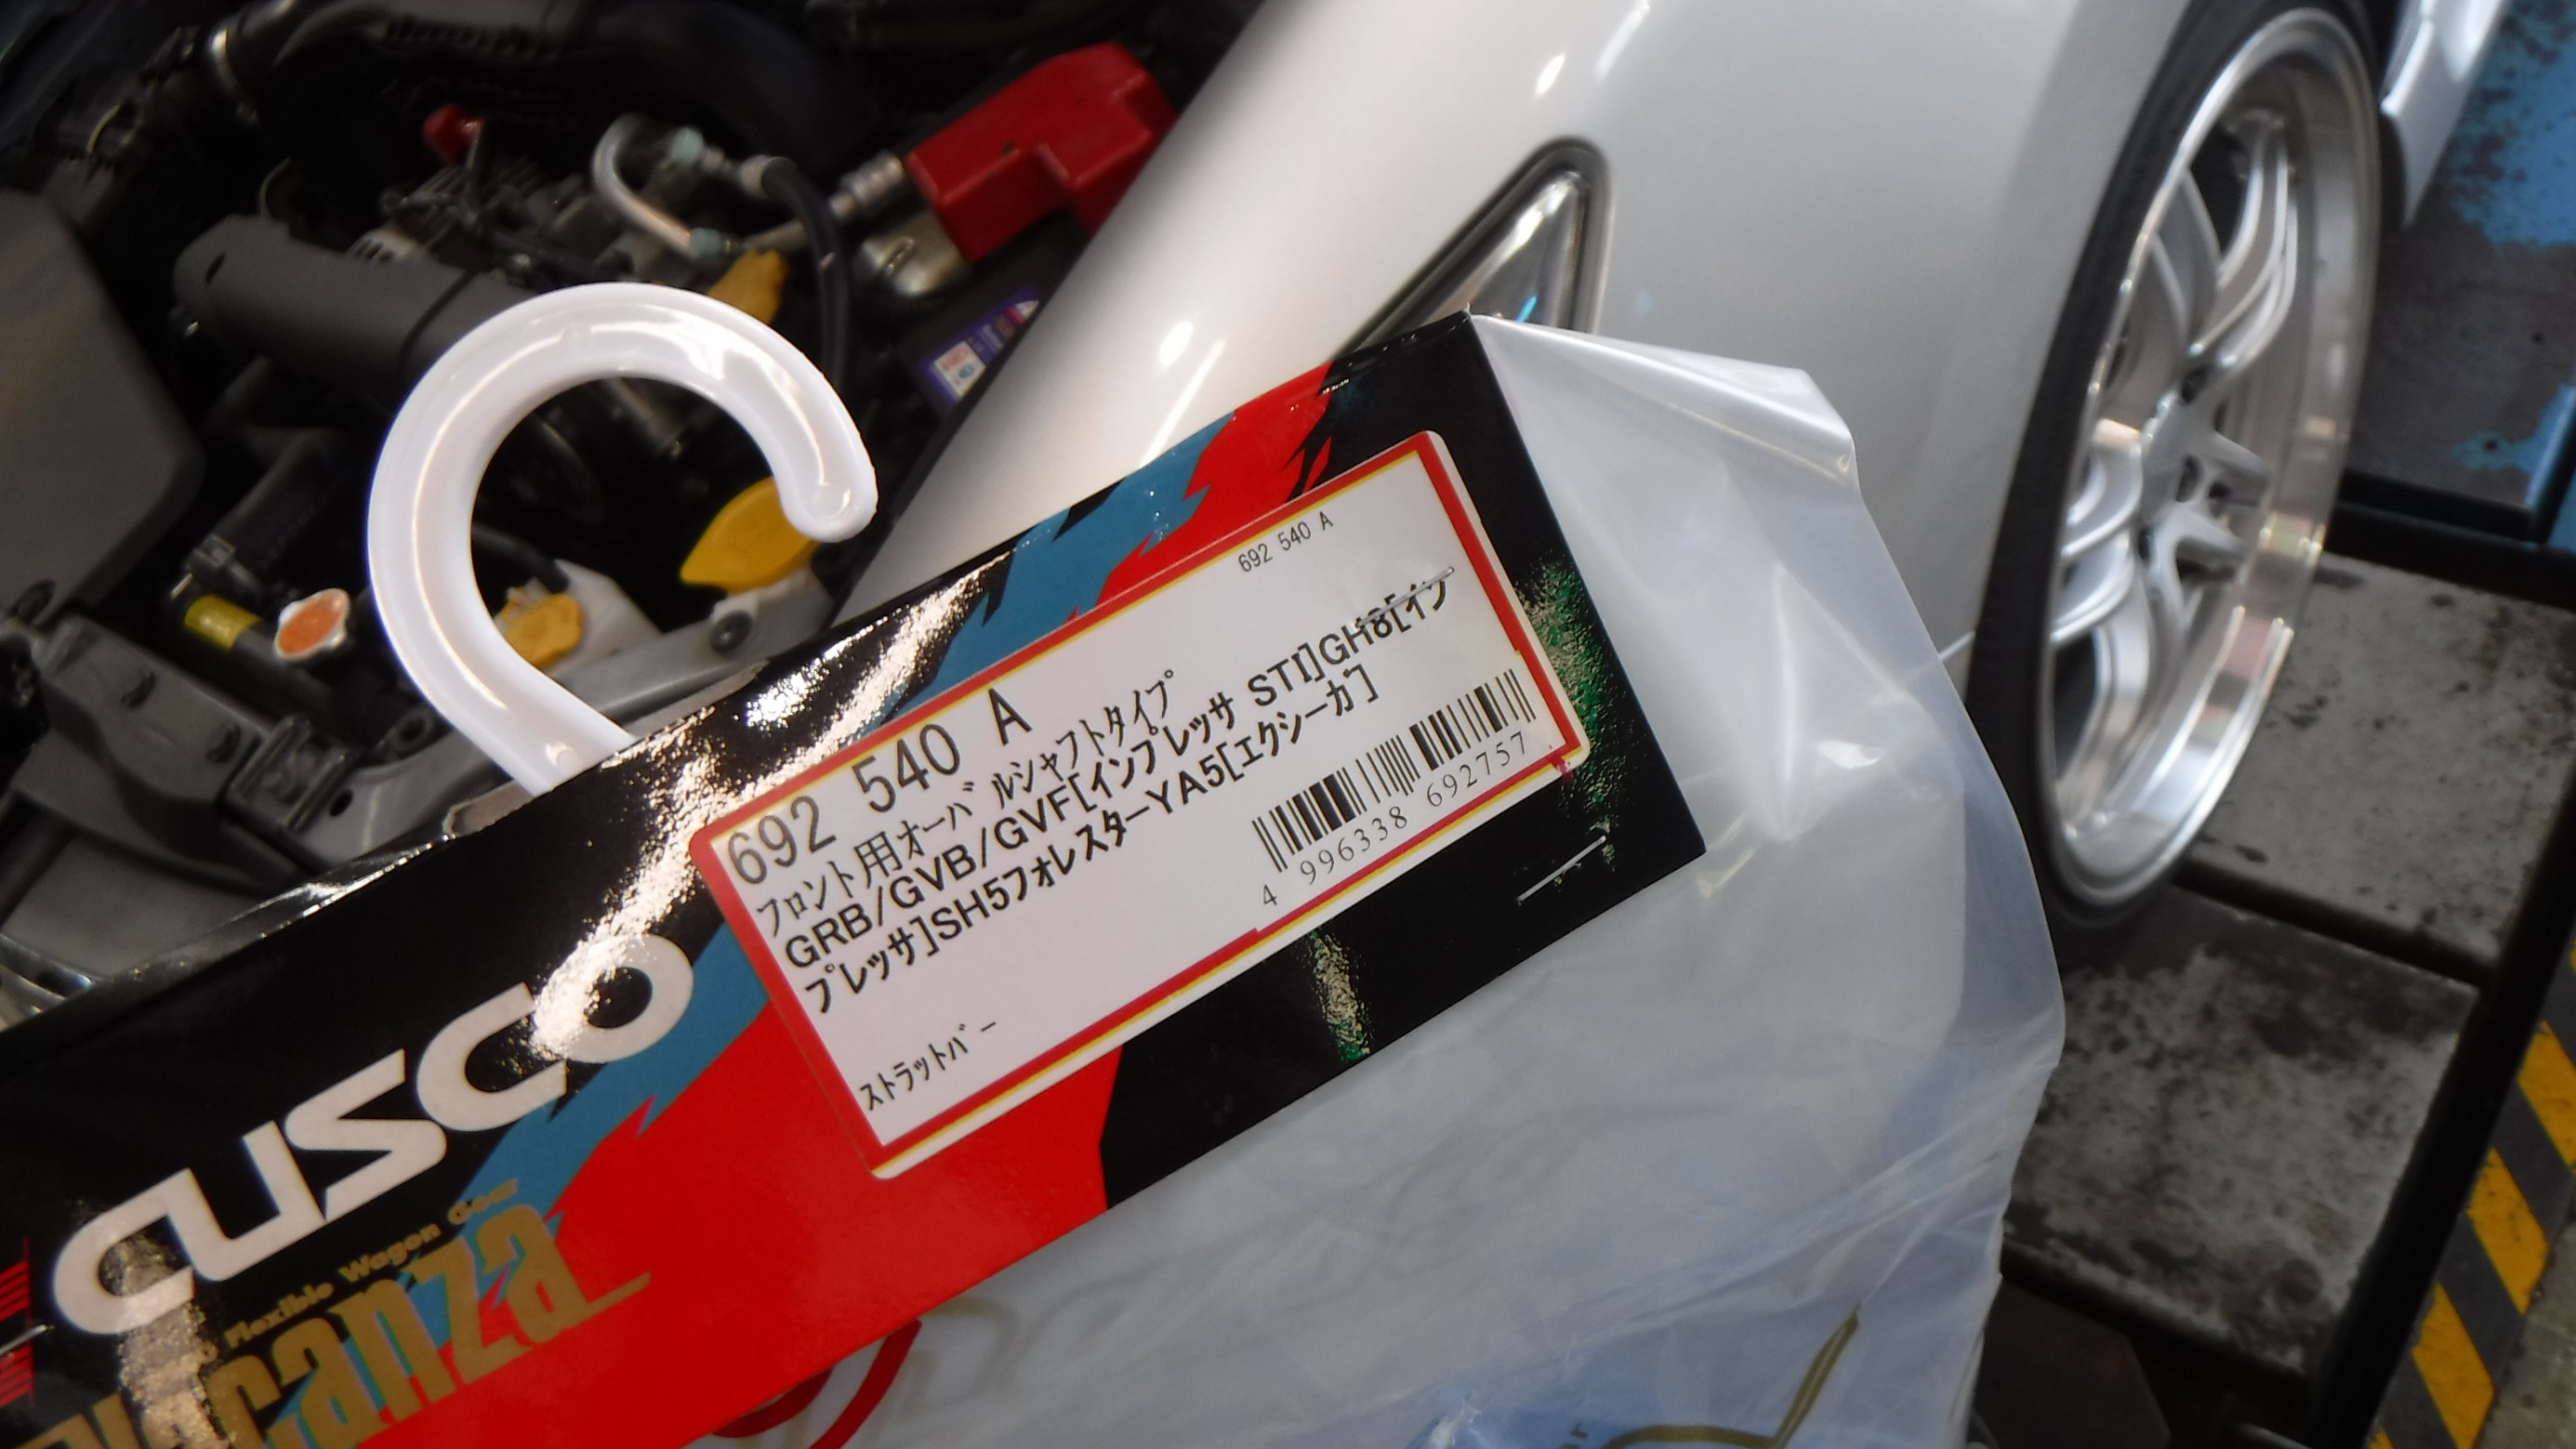 692 540 A
692 540 A
フロント用オーバルシャフトタイプ
GRB/GVB/GVF[インプレッサ STI]GH8[イン
プレッサ]SH5フォレスターYA5[エクシーガ]
4 996338 692757
ストラットバー
CUSCO
Flexible Wagon Gear